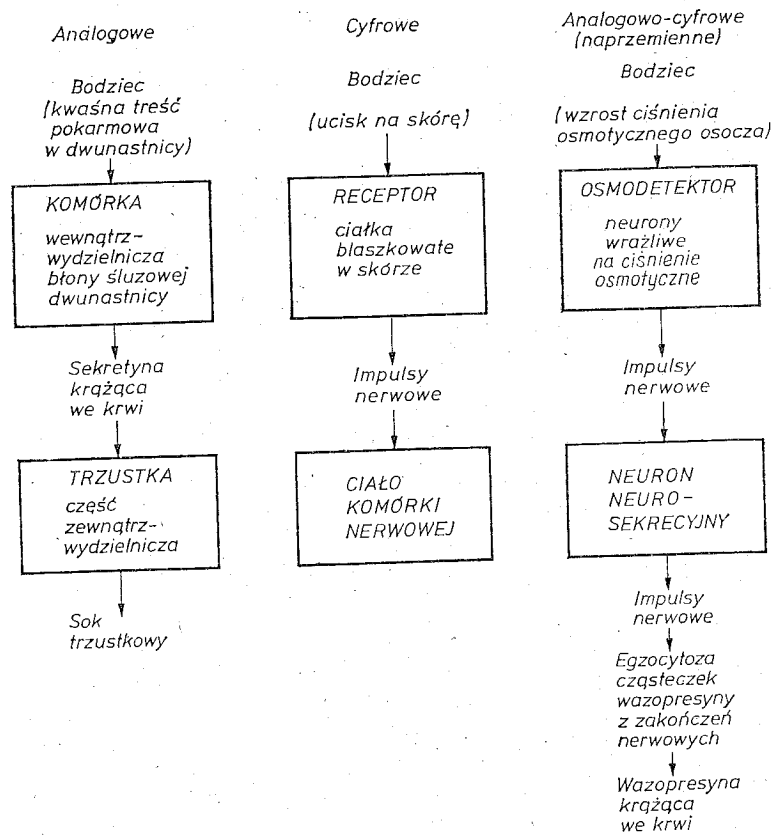 Analogowe
Bodziec
(kwaśna treść
pokarmowa
w dwunastnicy)
KOMÓRKA
wewnątrz-
wydzielnicza
błony śluzowej
dwunastnicy
Sekretyna
krążąca
we krwi
TRZUSTKA
część
zewnątrz-
wydzielnicza
Sok
trzustkowy
Cyfrowe
Bodziec
(ucisk na skórę)
RECEPTOR
ciałka
blaszkowate
w skórze
Impulsy
nerwowe
CIAŁO
KOMÓRKI
NERWOWEJ
Analogowo-cyfrowe
(naprzemienne)
Bodziec
(wzrost ciśnienia
osmotycznego osocza)
OSMODETEKTOR
neurony
wrażliwe
na ciśnienie
osmotyczne
Impulsy
nerwowe
NEURON
NEURO-
SEKRECYJNY
Impulsy
nerwowe
Egzocytoza
cząsteczek
wazopresyny
z zakończeń
nerwowych
Wazopresyna
krążąca
we krwi